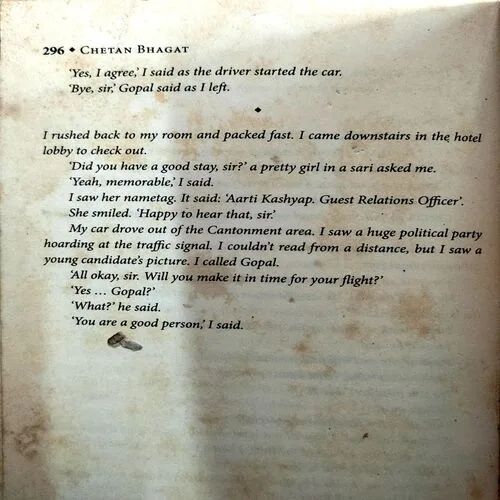 296 ◆ CHETAN BHAGAT
‘Yes, I agree,’ I said as the driver started the car.
‘Bye, sir,’ Gopal said as I left.
◆
I rushed back to my room and packed fast. I came downstairs in the hotel
lobby to check out.
‘Did you have a good stay, sir?’ a pretty girl in a sari asked me.
‘Yeah, memorable,’ I said.
I saw her nametag. It said: ‘Aarti Kashyap. Guest Relations Officer’.
She smiled. ‘Happy to hear that, sir.’
My car drove out of the Cantonment area. I saw a huge political party
hoarding at the traffic signal. I couldn’t read from a distance, but I saw a
young candidate’s picture. I called Gopal.
‘All okay, sir. Will you make it in time for your flight?’
‘Yes … Gopal?’
‘What?’ he said.
‘You are a good person,’ I said.